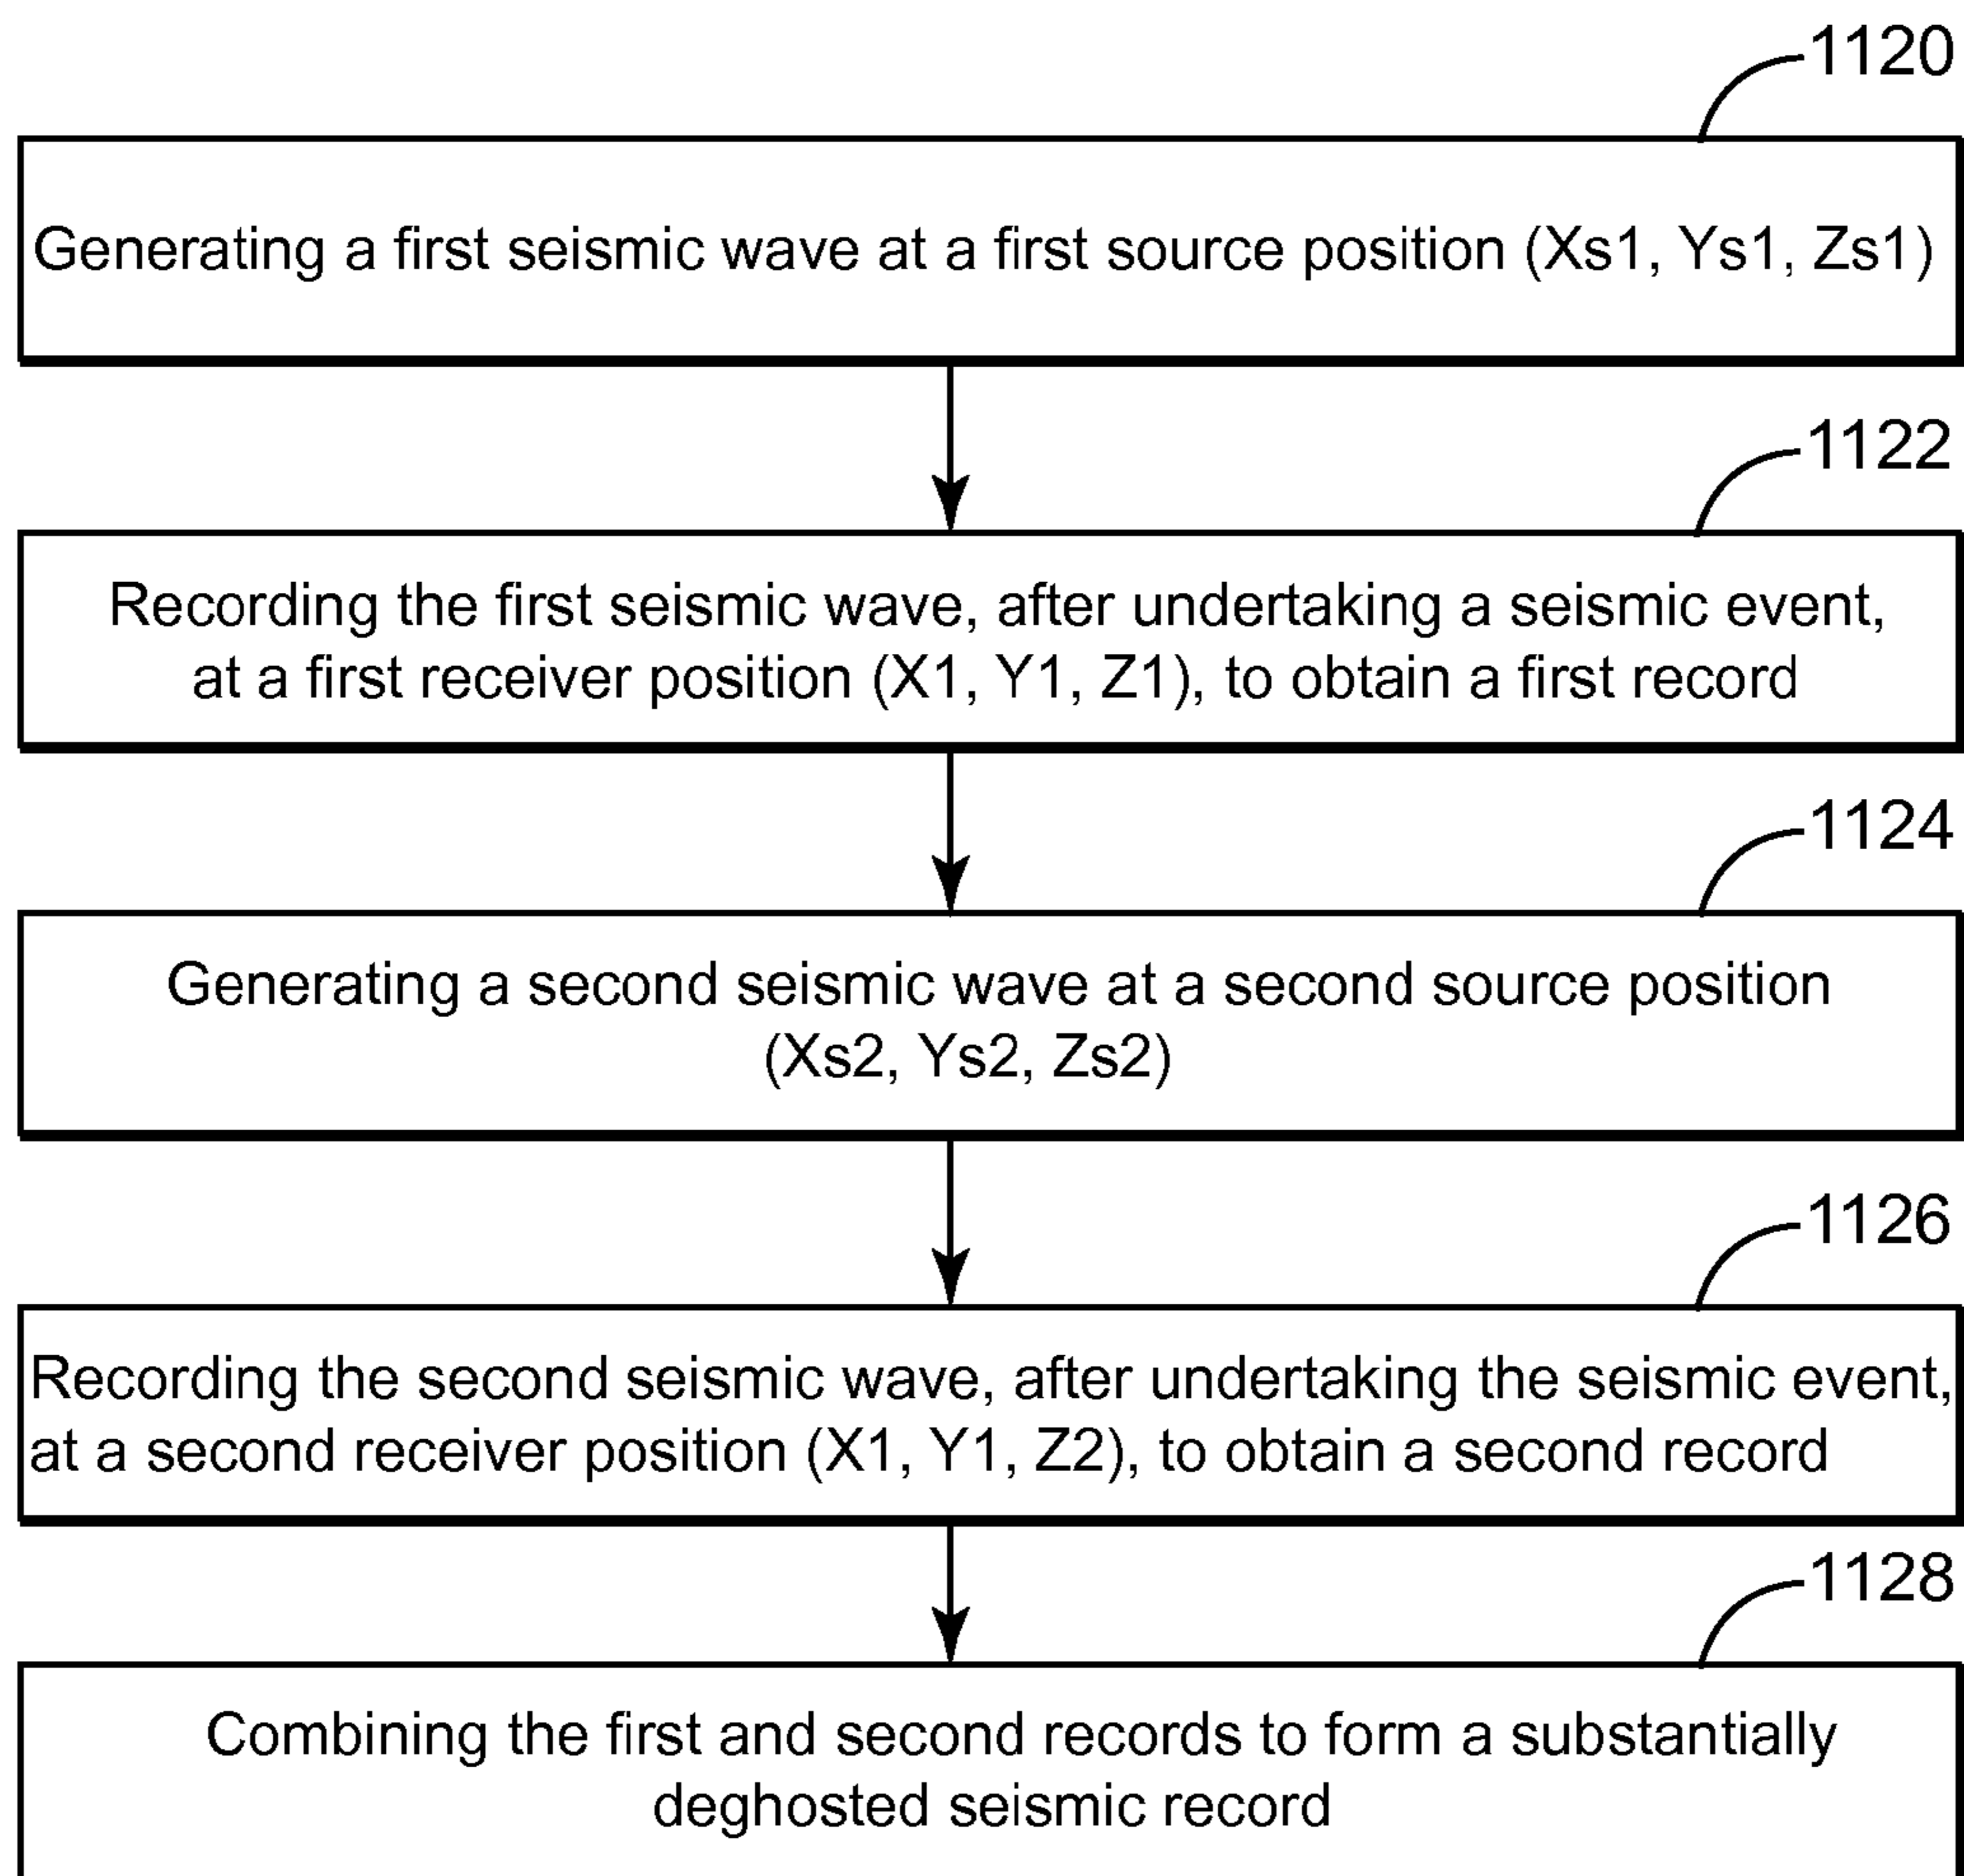 1120
Generating a first seismic wave at a first source position (Xs1, Ys1, Zs1)
1122
Recording the first seismic wave, after undertaking a seismic event,
at a first receiver position (X1, Y1, Z1), to obtain a first record
1124
Generating a second seismic wave at a second source position
(Xs2, Ys2, Zs2)
1126
Recording the second seismic wave, after undertaking the seismic event,
at a second receiver position (X1, Y1, Z2), to obtain a second record
1128
Combining the first and second records to form a substantially
deghosted seismic record